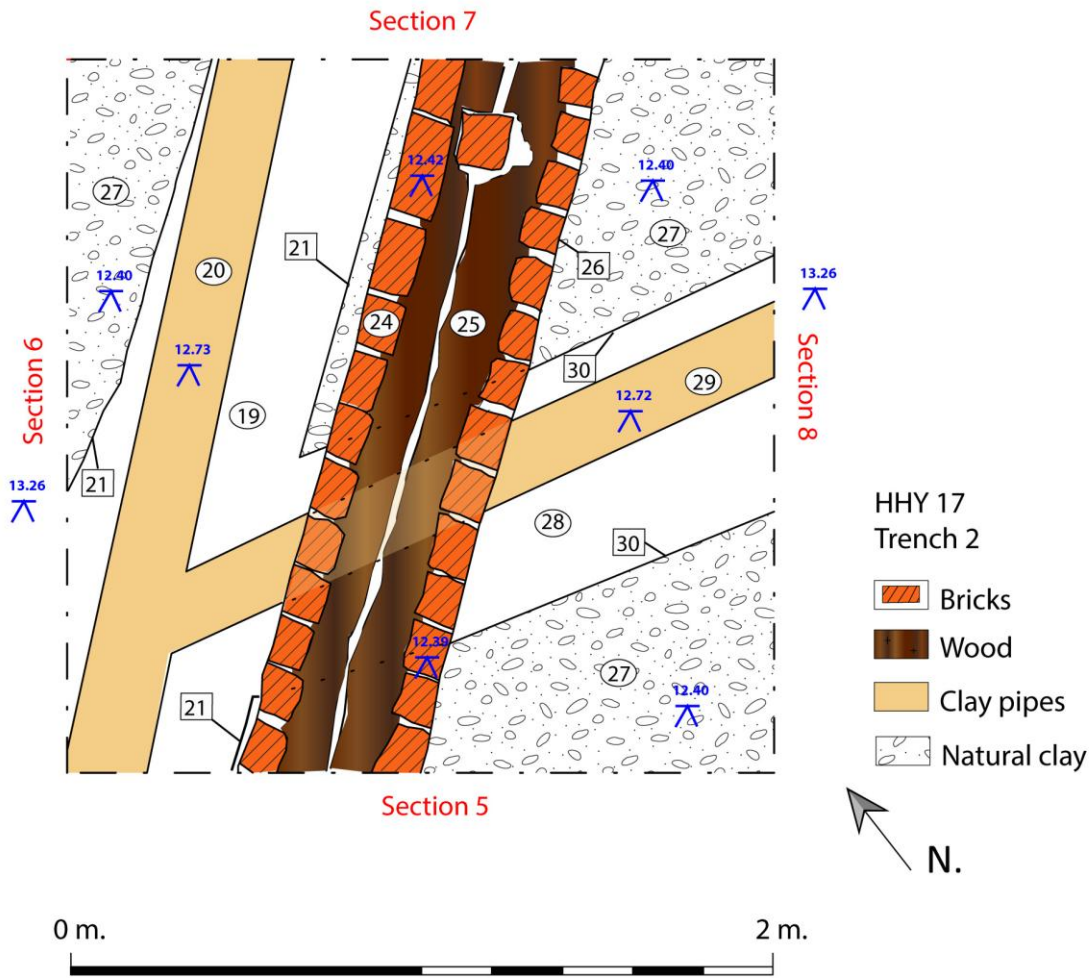 Section 7
27
12.42
12.40
20
21
27
26
12.40
13.26
24
25
30
Section 6
12.73
12.72
29
Section 8
19
21
13.26
28
30
HHY 17
Trench 2
Bricks
Wood
12.39
27
12.40
Clay pipes
21
Natural clay
Section 5
N.
0 m.
2 m.